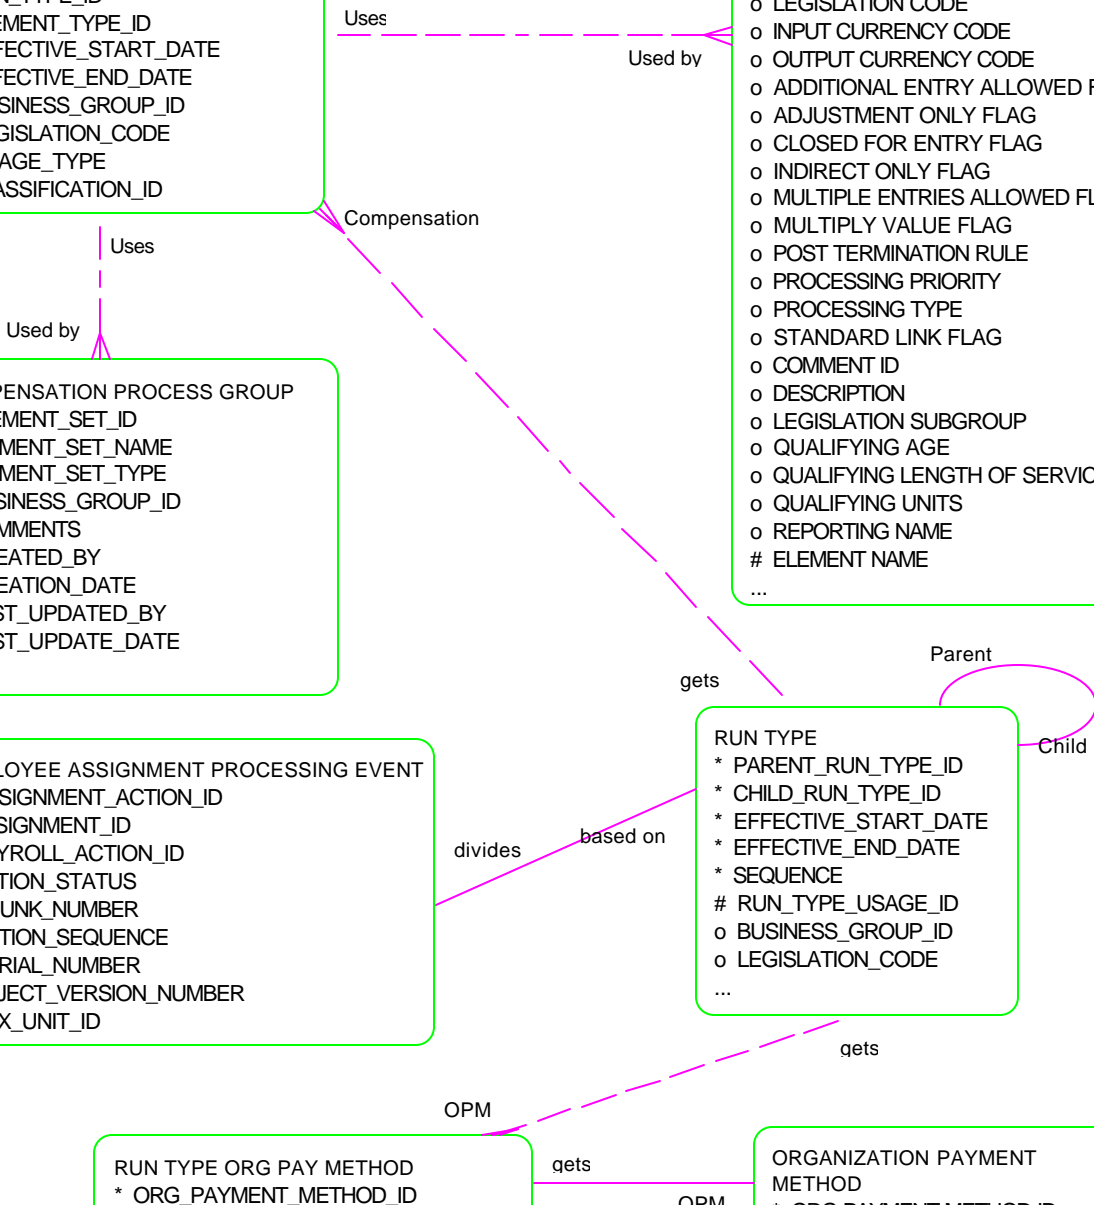 EMENT_TYPE_ID
FECTIVE_START_DATE
FECTIVE_END_DATE
SINESS_GROUP_ID
GISLATION_CODE
AGE_TYPE
ASSIFICATION_ID
Uses
Used by
o LEGISLATION CODE
o INPUT CURRENCY CODE
o OUTPUT CURRENCY CODE
o ADDITIONAL ENTRY ALLOWED F
o ADJUSTMENT ONLY FLAG
o CLOSED FOR ENTRY FLAG
o INDIRECT ONLY FLAG
o MULTIPLE ENTRIES ALLOWED FL
o MULTIPLY VALUE FLAG
o POST TERMINATION RULE
o PROCESSING PRIORITY
o PROCESSING TYPE
o STANDARD LINK FLAG
o COMMENT ID
o DESCRIPTION
o LEGISLATION SUBGROUP
o QUALIFYING AGE
o QUALIFYING LENGTH OF SERVIC
o QUALIFYING UNITS
o REPORTING NAME
# ELEMENT NAME
...
Compensation
Uses
Used by
PENSATION PROCESS GROUP
EMENT_SET_ID
MENT_SET_NAME
MENT_SET_TYPE
SINESS_GROUP_ID
MMENTS
EATED_BY
EATION_DATE
ST_UPDATED_BY
ST_UPDATE_DATE
gets
Parent
Child
RUN TYPE
* PARENT_RUN_TYPE_ID
* CHILD_RUN_TYPE_ID
* EFFECTIVE_START_DATE
* EFFECTIVE_END_DATE
* SEQUENCE
# RUN_TYPE_USAGE_ID
o BUSINESS_GROUP_ID
o LEGISLATION_CODE
...
LOYEE ASSIGNMENT PROCESSING EVENT
SIGNMENT_ACTION_ID
SIGNMENT_ID
YROLL_ACTION_ID
TION_STATUS
UNK_NUMBER
TION_SEQUENCE
RIAL_NUMBER
JECT_VERSION_NUMBER
X_UNIT_ID
divides
based on
gets
OPM
RUN TYPE ORG PAY METHOD
* ORG_PAYMENT_METHOD_ID
gets
OPM
ORGANIZATION PAYMENT
METHOD